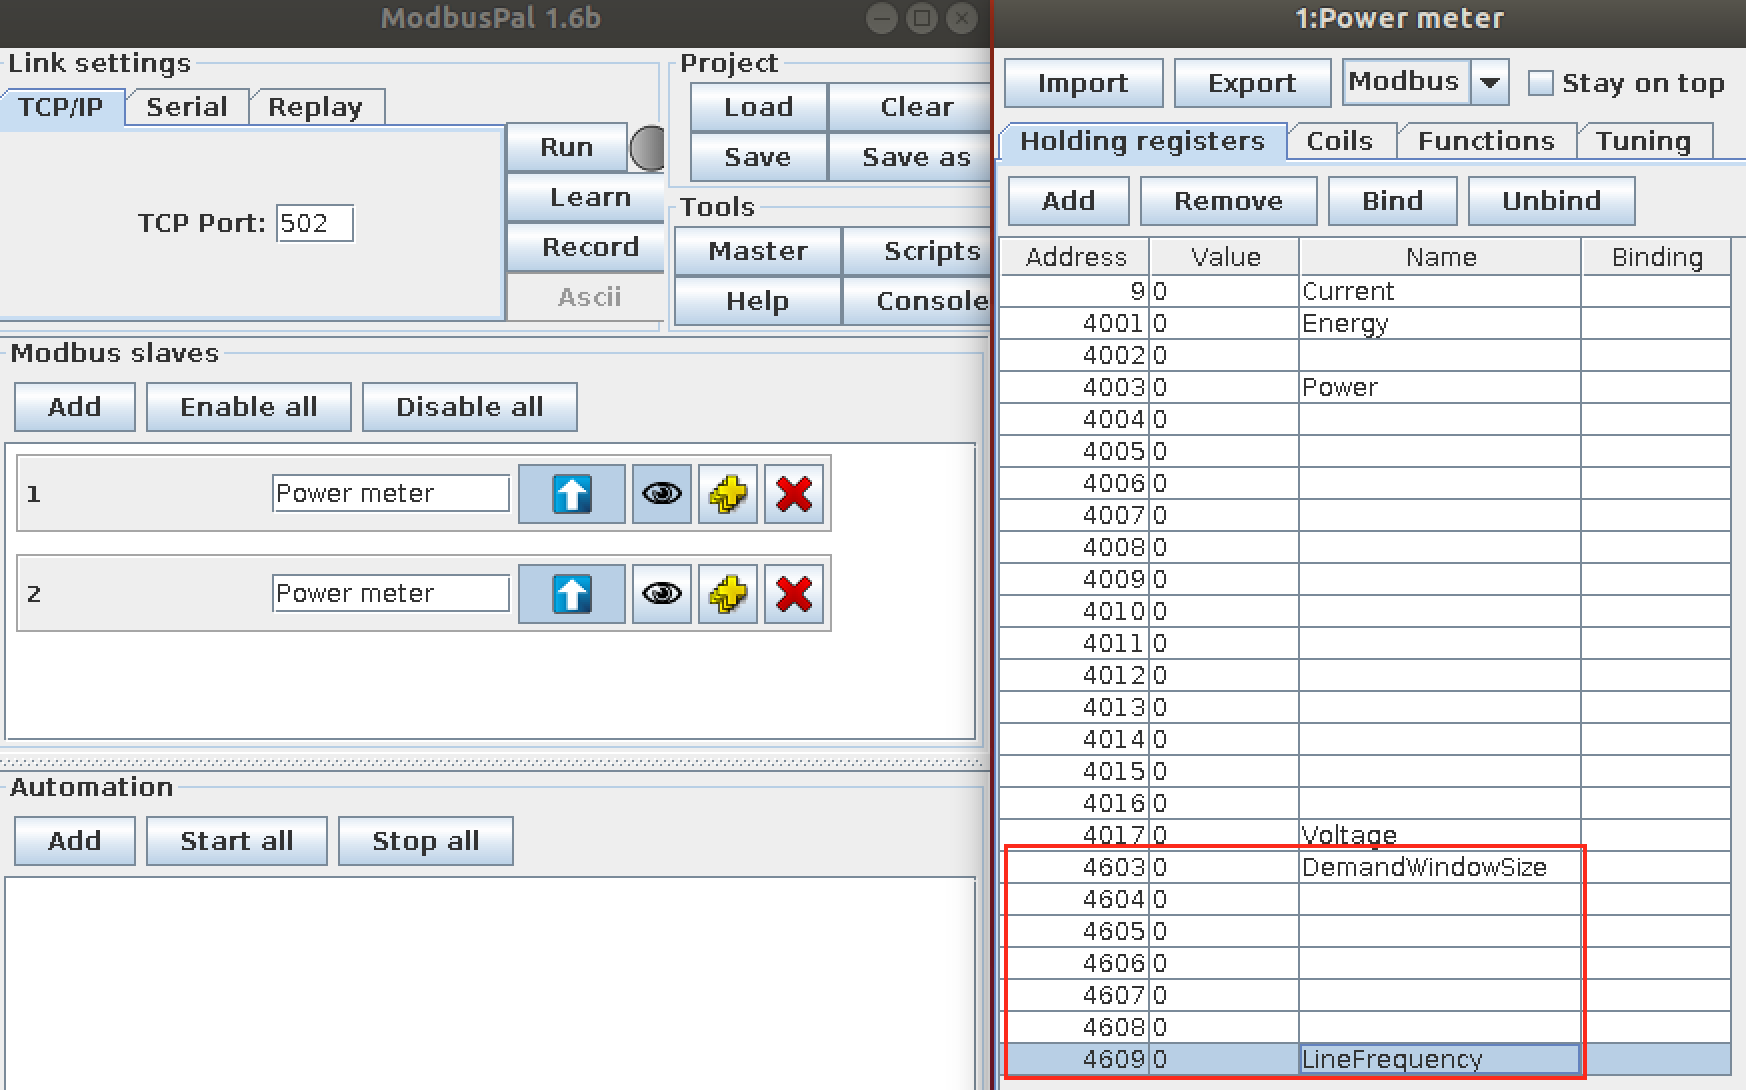 ModbusPal 1.6b
Link settings
TCP/IP Serial Replay
TCP Port: 502
Run
Learn
Record
Ascii
Project
Load Clear
Save Save as
Tools
Master Scripts
Help Console
Modbus slaves
Add Enable all Disable all
1 Power meter
2 Power meter
Automation
Add Start all Stop all
1:Power meter
Import Export Modbus Stay on top
Holding registers Coils Functions Tuning
Add Remove Bind Unbind
Address Value Name Binding
9 0 Current
4001 0 Energy
4002 0
4003 0 Power
4004 0
4005 0
4006 0
4007 0
4008 0
4009 0
4010 0
4011 0
4012 0
4013 0
4014 0
4015 0
4016 0
4017 0 Voltage
4603 0 DemandWindowSize
4604 0
4605 0
4606 0
4607 0
4608 0
4609 0 LineFrequency